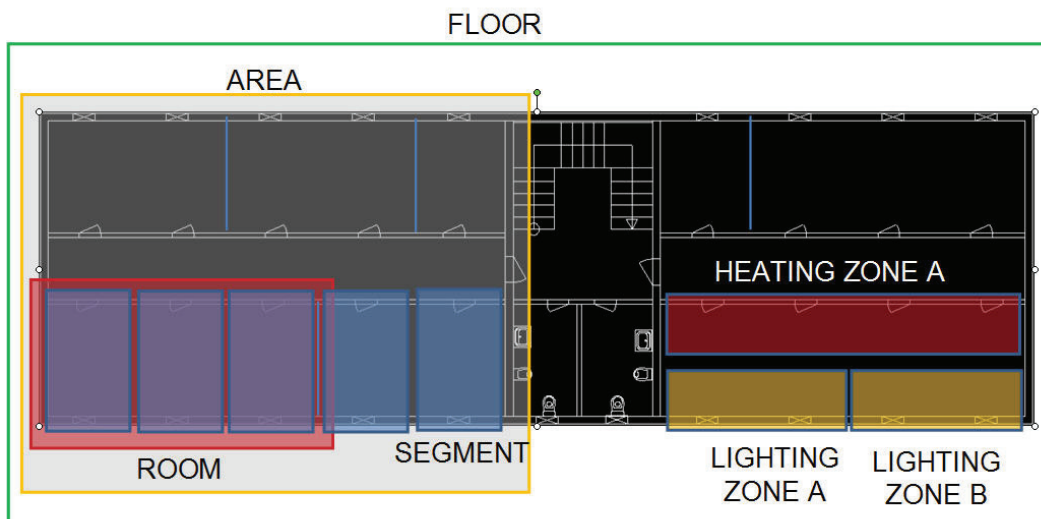 FLOOR
AREA
HEATING ZONE A
ROOM
SEGMENT
LIGHTING
ZONE A
LIGHTING
ZONE B